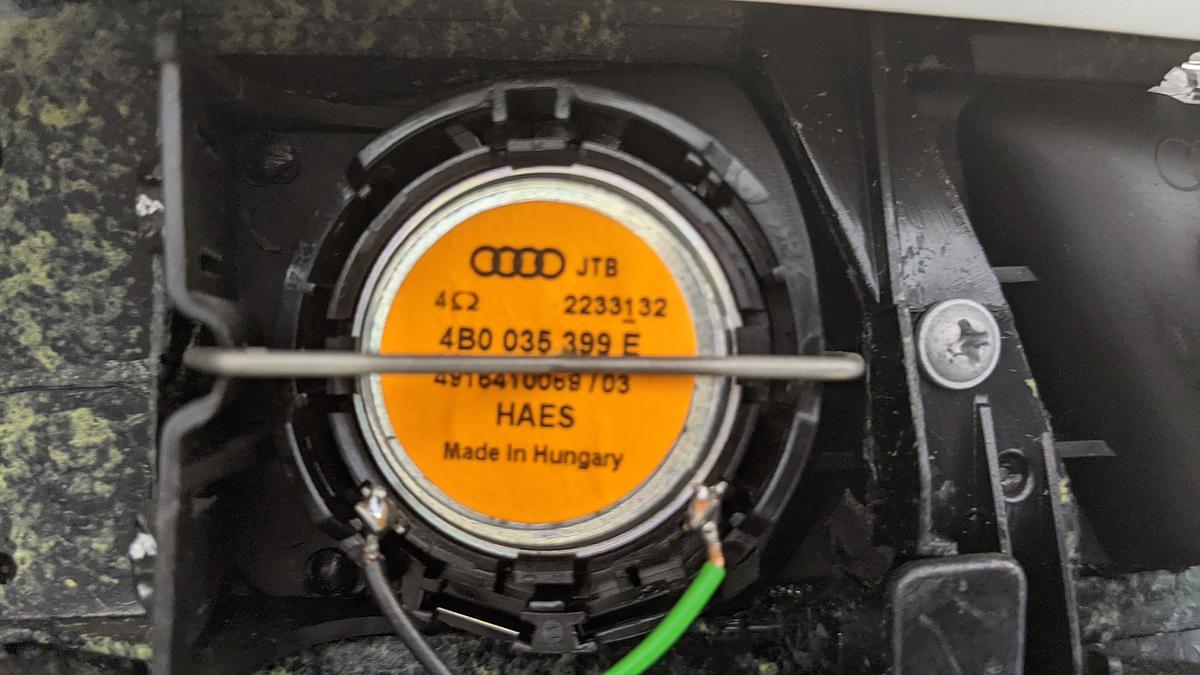 JTB
4Ω 2233132
4B0 035 399 E
4916410069 / 03
HAES
Made In Hungary